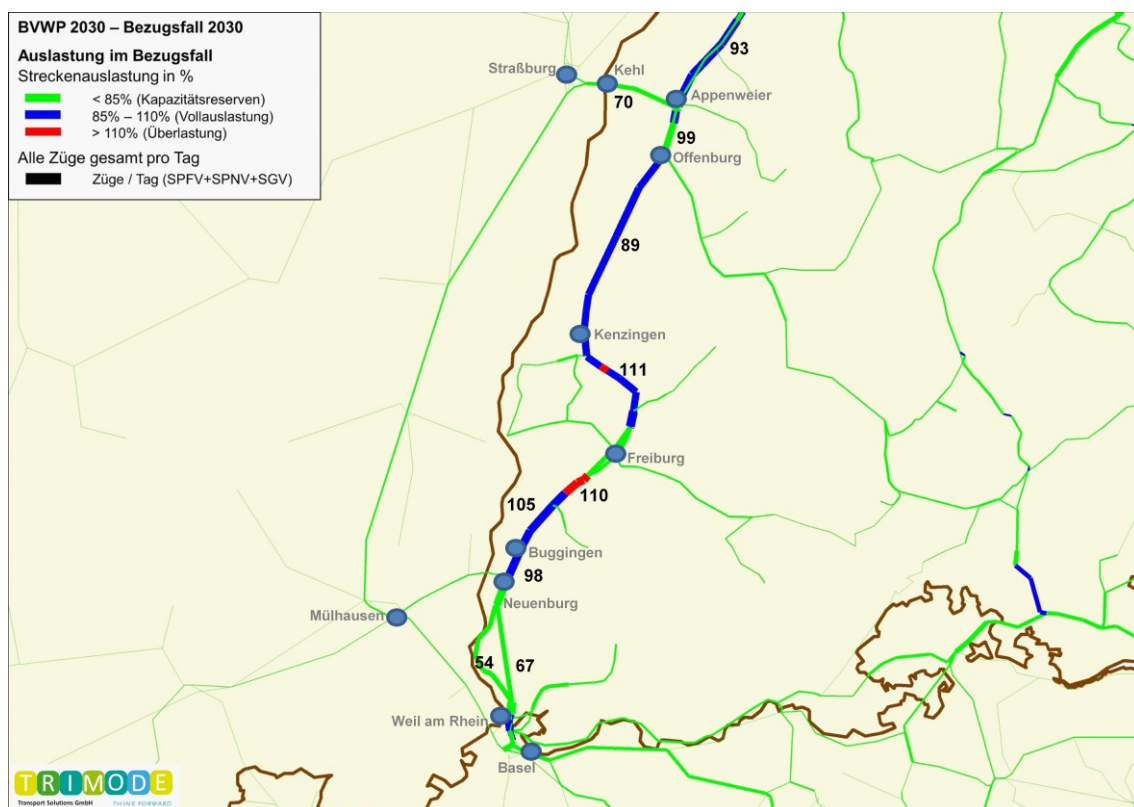 BVWP 2030 – Bezugsfall 2030
Auslastung im Bezugsfall
Streckenauslastung in %
< 85% (Kapazitätsreserven)
85% – 110% (Vollauslastung)
> 110% (Überlastung)
Alle Züge gesamt pro Tag
Züge / Tag (SPFV+SPNV+SGV)
93
Straßburg
Kehl
70
Appenweier
99
Offenburg
89
Kenzingen
111
Freiburg
110
105
Buggingen
98
Neuenburg
Mülhausen
54
67
Weil am Rhein
Basel
TRIMODE
Transport Solutions GmbH
THINK FORWARD